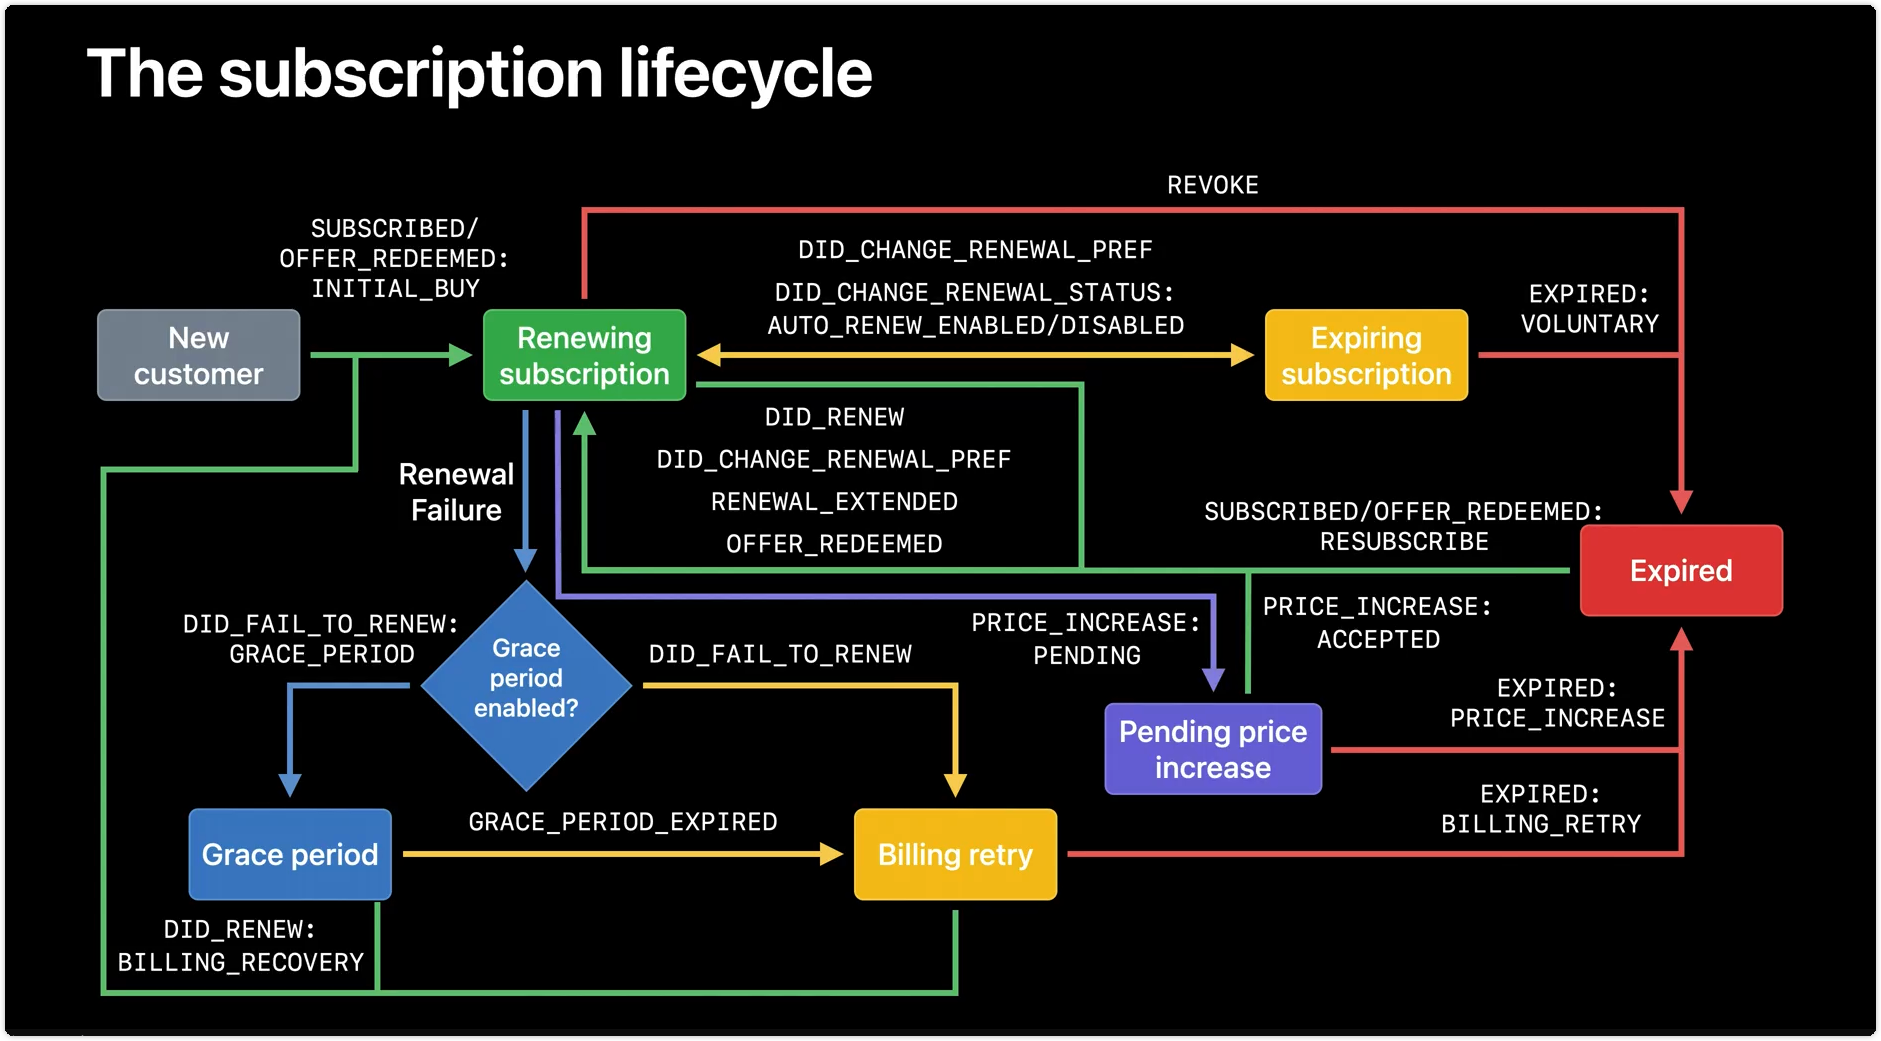 The subscription lifecycle
REVOKE
SUBSCRIBED/
OFFER_REDEEMED:
INITIAL_BUY
DID_CHANGE_RENEWAL_PREF
DID_CHANGE_RENEWAL_STATUS:
AUTO_RENEW_ENABLED/DISABLED
EXPIRED:
VOLUNTARY
New
customer
Renewing
subscription
Expiring
subscription
Renewal
Failure
DID_RENEW
DID_CHANGE_RENEWAL_PREF
RENEWAL_EXTENDED
OFFER_REDEEMED
SUBSCRIBED/OFFER_REDEEMED:
RESUBSCRIBE
Expired
DID_FAIL_TO_RENEW:
GRACE_PERIOD
Grace
period
enabled?
DID_FAIL_TO_RENEW
PRICE_INCREASE:
PENDING
PRICE_INCREASE:
ACCEPTED
Pending price
increase
EXPIRED:
PRICE_INCREASE
EXPIRED:
BILLING_RETRY
Grace period
GRACE_PERIOD_EXPIRED
Billing retry
DID_RENEW:
BILLING_RECOVERY